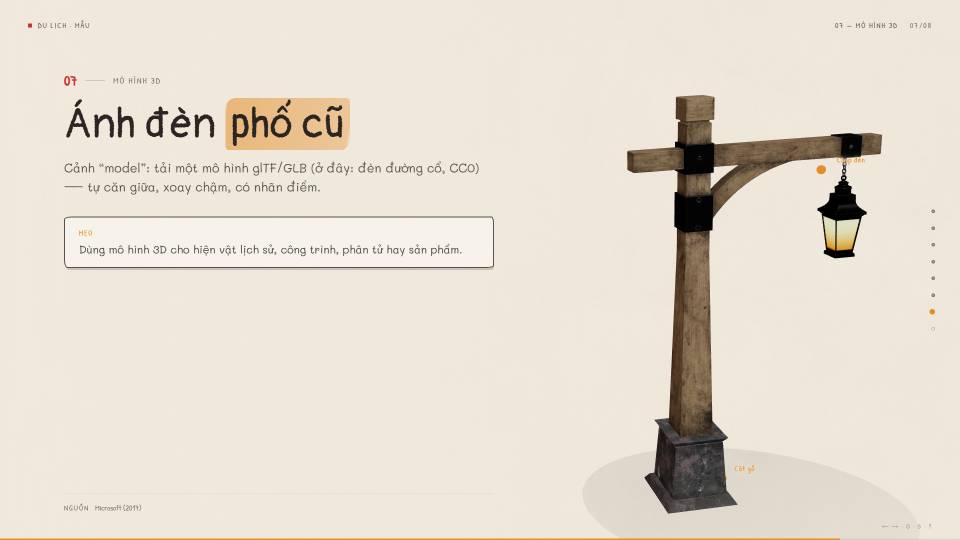 DU LỊCH · MẪU
07 — MÔ HÌNH 3D 07/08
07 — MÔ HÌNH 3D
Ánh đèn phố cũ
Cảnh “model”: tải một mô hình glTF/GLB (ở đây: đèn đường cổ, CC0)
— tự căn giữa, xoay chậm, có nhãn điểm.
MẸO
Dùng mô hình 3D cho hiện vật lịch sử, công trình, phân tử hay sản phẩm.
đèn
Cột gỗ
NGUỒN Microsoft (2017)